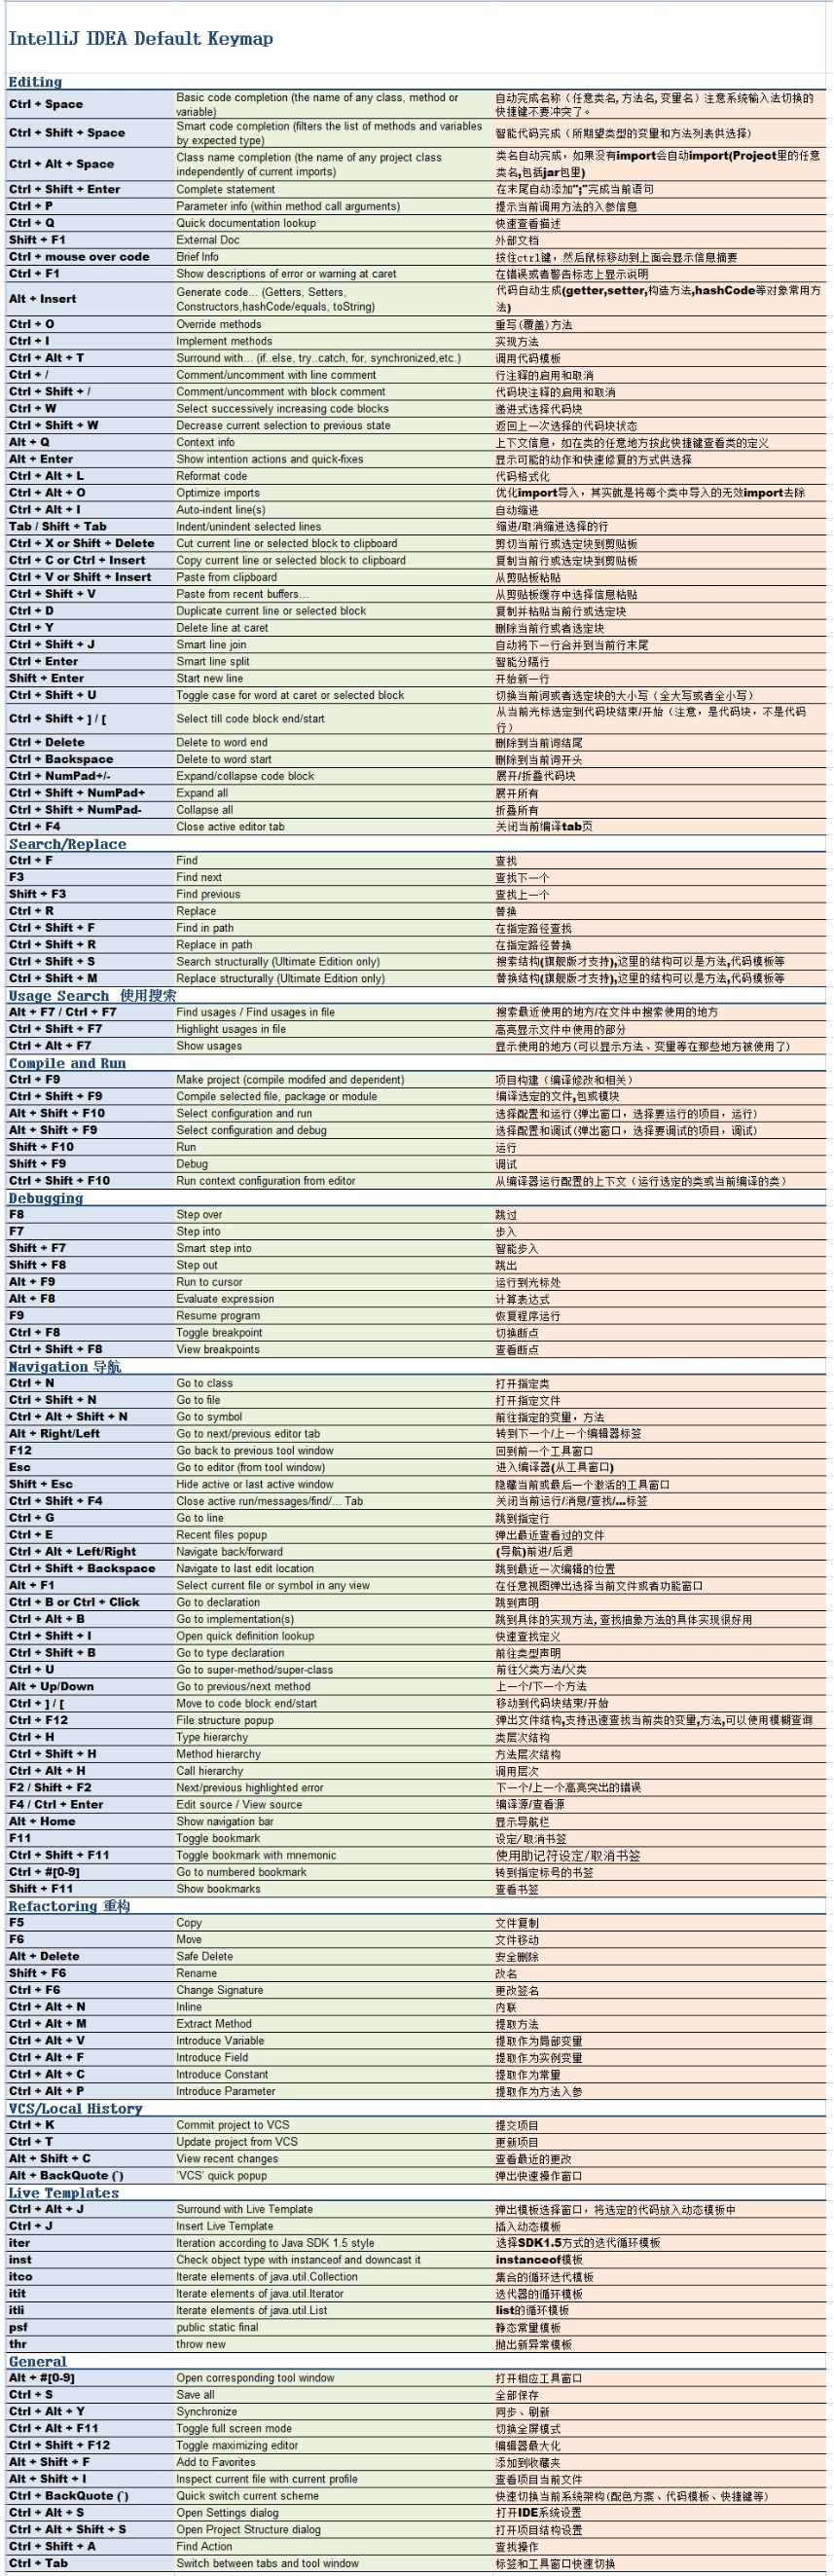 IntelliJ IDEA Default Keymap
Editing
Ctrl + Space Basic code completion (the name of any class, method or variable) 自动完成名称（任意类名,方法名,变量名）注意系统输入法切换的快捷键不要冲突了。
Ctrl + Shift + Space Smart code completion (filters the list of methods and variables by expected type) 智能代码完成（所期望类型的变量和方法列表供选择）
Ctrl + Alt + Space Class name completion (the name of any project class independently of current imports) 类名自动完成，如果没有import会自动import(Project里的任意类名,包括jar包里)
Ctrl + Shift + Enter Complete statement 在末尾自动添加";"完成当前语句
Ctrl + P Parameter info (within method call arguments) 提示当前调用方法的入参信息
Ctrl + Q Quick documentation lookup 快速查看描述
Shift + F1 External Doc 外部文档
Ctrl + mouse over code Brief Info 按住ctrl键，然后鼠标移动到上面会显示信息摘要
Ctrl + F1 Show descriptions of error or warning at caret 在错误或者警告标志上显示说明
Alt + Insert Generate code... (Getters, Setters, Constructors,hashCode/equals, toString) 代码自动生成(getter,setter,构造方法,hashCode等对象常用方法)
Ctrl + O Override methods 重写(覆盖)方法
Ctrl + I Implement methods 实现方法
Ctrl + Alt + T Surround with... (if..else, try..catch, for, synchronized,etc.) 调用代码模板
Ctrl + / Comment/uncomment with line comment 行注释的启用和取消
Ctrl + Shift + / Comment/uncomment with block comment 代码块注释的启用和取消
Ctrl + W Select successively increasing code blocks 递进式选择代码块
Ctrl + Shift + W Decrease current selection to previous state 返回上一次选择的代码块状态
Alt + Q Context info 上下文信息，如在类的任意地方按此快捷键查看类的定义
Alt + Enter Show intention actions and quick-fixes 显示可能的动作和快速修复的方式供选择
Ctrl + Alt + L Reformat code 代码格式化
Ctrl + Alt + O Optimize imports 优化import导入，其实就是将每个类中导入的无效import去除
Ctrl + Alt + I Auto-indent line(s) 自动缩进
Tab / Shift + Tab Indent/unindent selected lines 缩进/取消缩进选择的行
Ctrl + X or Shift + Delete Cut current line or selected block to clipboard 剪切当前行或选定块到剪贴板
Ctrl + C or Ctrl + Insert Copy current line or selected block to clipboard 复制当前行或选定块到剪贴板
Ctrl + V or Shift + Insert Paste from clipboard 从剪贴板粘贴
Ctrl + Shift + V Paste from recent buffers... 从剪贴板缓存中选择信息粘贴
Ctrl + D Duplicate current line or selected block 复制并粘贴当前行或选定块
Ctrl + Y Delete line at caret 删除当前行或者选定块
Ctrl + Shift + J Smart line join 自动将下一行合并到当前行末尾
Ctrl + Enter Smart line split 智能分隔行
Shift + Enter Start new line 开始新一行
Ctrl + Shift + U Toggle case for word at caret or selected block 切换当前词或者选定块的大小写（全大写或者全小写）
Ctrl + Shift + ] / [ Select till code block end/start 从当前光标选定到代码块结束/开始（注意，是代码块，不是代码行）
Ctrl + Delete Delete to word end 删除到当前词结尾
Ctrl + Backspace Delete to word start 删除到当前词开头
Ctrl + NumPad+/- Expand/collapse code block 展开/折叠代码块
Ctrl + Shift + NumPad+ Expand all 展开所有
Ctrl + Shift + NumPad- Collapse all 折叠所有
Ctrl + F4 Close active editor tab 关闭当前编译tab页
Search/Replace
Ctrl + F Find 查找
F3 Find next 查找下一个
Shift + F3 Find previous 查找上一个
Ctrl + R Replace 替换
Ctrl + Shift + F Find in path 在指定路径查找
Ctrl + Shift + R Replace in path 在指定路径替换
Ctrl + Shift + S Search structurally (Ultimate Edition only) 搜索结构(旗舰版才支持),这里的结构可以是方法,代码模板等
Ctrl + Shift + M Replace structurally (Ultimate Edition only) 替换结构(旗舰版才支持),这里的结构可以是方法,代码模板等
Usage Search 使用搜索
Alt + F7 / Ctrl + F7 Find usages / Find usages in file 搜索最近使用的地方/在文件中搜索使用的地方
Ctrl + Shift + F7 Highlight usages in file 高亮显示文件中使用的部分
Ctrl + Alt + F7 Show usages 显示使用的地方(可以显示方法、变量等在那些地方被使用了)
Compile and Run
Ctrl + F9 Make project (compile modifed and dependent) 项目构建（编译修改和相关）
Ctrl + Shift + F9 Compile selected file, package or module 编译选定的文件,包或模块
Alt + Shift + F10 Select configuration and run 选择配置和运行(弹出窗口，选择要运行的项目，运行)
Alt + Shift + F9 Select configuration and debug 选择配置和调试(弹出窗口，选择要调试的项目，调试)
Shift + F10 Run 运行
Shift + F9 Debug 调试
Ctrl + Shift + F10 Run context configuration from editor 从编译器运行配置的上下文（运行选定的类或当前编译的类）
Debugging
F8 Step over 跳过
F7 Step into 步入
Shift + F7 Smart step into 智能步入
Shift + F8 Step out 跳出
Alt + F9 Run to cursor 运行到光标处
Alt + F8 Evaluate expression 计算表达式
F9 Resume program 恢复程序运行
Ctrl + F8 Toggle breakpoint 切换断点
Ctrl + Shift + F8 View breakpoints 查看断点
Navigation 导航
Ctrl + N Go to class 打开指定类
Ctrl + Shift + N Go to file 打开指定文件
Ctrl + Alt + Shift + N Go to symbol 前往指定的变量，方法
Alt + Right/Left Go to next/previous editor tab 转到下一个/上一个编辑器标签
F12 Go back to previous tool window 回到前一个工具窗口
Esc Go to editor (from tool window) 进入编译器(从工具窗口)
Shift + Esc Hide active or last active window 隐藏当前或最后一个激活的工具窗口
Ctrl + Shift + F4 Close active run/messages/find/... Tab 关闭当前运行/消息/查找/...标签
Ctrl + G Go to line 跳到指定行
Ctrl + E Recent files popup 弹出最近查看过的文件
Ctrl + Alt + Left/Right Navigate back/forward (导航)前进/后退
Ctrl + Shift + Backspace Navigate to last edit location 跳到最近一次编辑的位置
Alt + F1 Select current file or symbol in any view 在任意视图弹出选择当前文件或者功能窗口
Ctrl + B or Ctrl + Click Go to declaration 跳到声明
Ctrl + Alt + B Go to implementation(s) 跳到具体的实现方法,查找抽象方法的具体实现很好用
Ctrl + Shift + I Open quick definition lookup 快速查找定义
Ctrl + Shift + B Go to type declaration 前往类型声明
Ctrl + U Go to super-method/super-class 前往父类方法/父类
Alt + Up/Down Go to previous/next method 上一个/下一个方法
Ctrl + ] / [ Move to code block end/start 移动到代码块结束/开始
Ctrl + F12 File structure popup 弹出文件结构,支持迅速查找当前类的变量,方法,可以使用模糊查询
Ctrl + H Type hierarchy 类层次结构
Ctrl + Shift + H Method hierarchy 方法层次结构
Ctrl + Alt + H Call hierarchy 调用层次
F2 / Shift + F2 Next/previous highlighted error 下一个/上一个高亮突出的错误
F4 / Ctrl + Enter Edit source / View source 编译源/查看源
Alt + Home Show navigation bar 显示导航栏
F11 Toggle bookmark 设定/取消书签
Ctrl + Shift + F11 Toggle bookmark with mnemonic 使用助记符设定/取消书签
Ctrl + #[0-9] Go to numbered bookmark 转到指定标号的书签
Shift + F11 Show bookmarks 查看书签
Refactoring 重构
F5 Copy 文件复制
F6 Move 文件移动
Alt + Delete Safe Delete 安全删除
Shift + F6 Rename 改名
Ctrl + F6 Change Signature 更改签名
Ctrl + Alt + N Inline 内联
Ctrl + Alt + M Extract Method 提取方法
Ctrl + Alt + V Introduce Variable 提取作为局部变量
Ctrl + Alt + F Introduce Field 提取作为实例变量
Ctrl + Alt + C Introduce Constant 提取作为常量
Ctrl + Alt + P Introduce Parameter 提取作为方法入参
VCS/Local History
Ctrl + K Commit project to VCS 提交项目
Ctrl + T Update project from VCS 更新项目
Alt + Shift + C View recent changes 查看最近的更改
Alt + BackQuote (`) 'VCS' quick popup 弹出快速操作窗口
Live Templates
Ctrl + Alt + J Surround with Live Template 弹出模板选择窗口，将选定的代码放入动态模板中
Ctrl + J Insert Live Template 插入动态模板
iter Iteration according to Java SDK 1.5 style 选择SDK1.5方式的迭代循环模板
inst Check object type with instanceof and downcast it instanceof模板
itco Iterate elements of java.util.Collection 集合的循环迭代模板
itit Iterate elements of java.util.Iterator 迭代器的循环模板
itli Iterate elements of java.util.List list的循环模板
psf public static final 静态常量模板
thr throw new 抛出新异常模板
General
Alt + #[0-9] Open corresponding tool window 打开相应工具窗口
Ctrl + S Save all 全部保存
Ctrl + Alt + Y Synchronize 同步、刷新
Ctrl + Alt + F11 Toggle full screen mode 切换全屏模式
Ctrl + Shift + F12 Toggle maximizing editor 编辑器最大化
Alt + Shift + F Add to Favorites 添加到收藏夹
Alt + Shift + I Inspect current file with current profile 查看项目当前文件
Ctrl + BackQuote (`) Quick switch current scheme 快速切换当前系统架构(配色方案、代码模板、快捷键等)
Ctrl + Alt + S Open Settings dialog 打开IDE系统设置
Ctrl + Alt + Shift + S Open Project Structure dialog 打开项目结构设置
Ctrl + Shift + A Find Action 查找操作
Ctrl + Tab Switch between tabs and tool window 标签和工具窗口快速切换